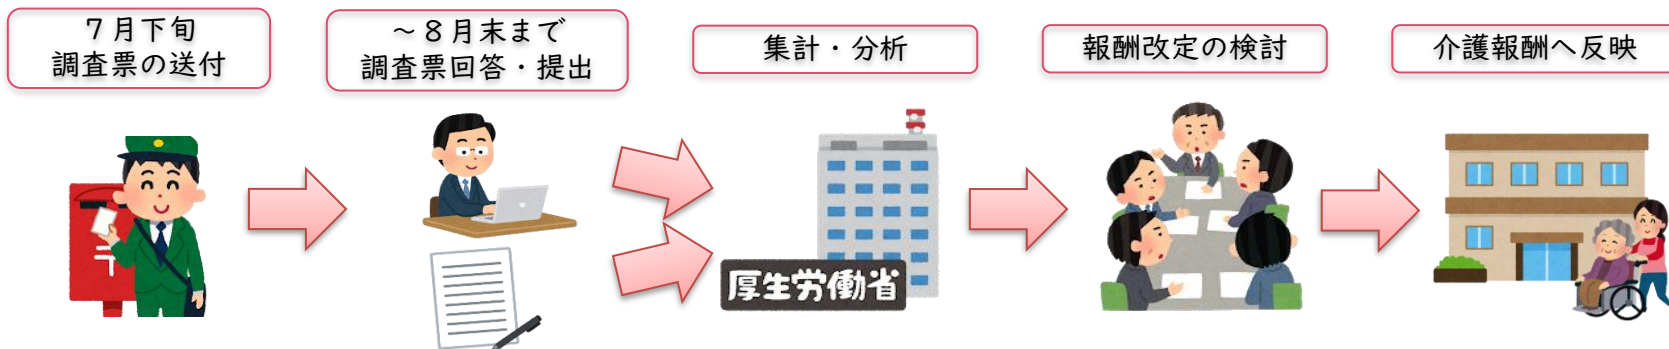 7月下旬
調査票の送付
~8月末まで
調査票回答・提出
集計・分析
報酬改定の検討
介護報酬へ反映
〒
厚生労働省